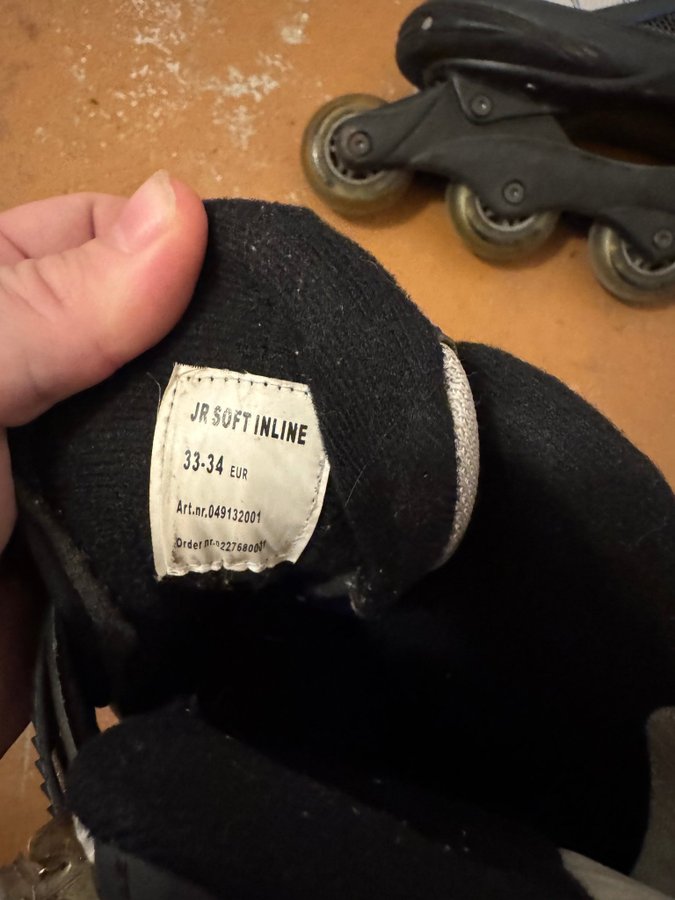 JR SOFT INLINE
33-34 EUR
Art.nr.049132001
Order nr.